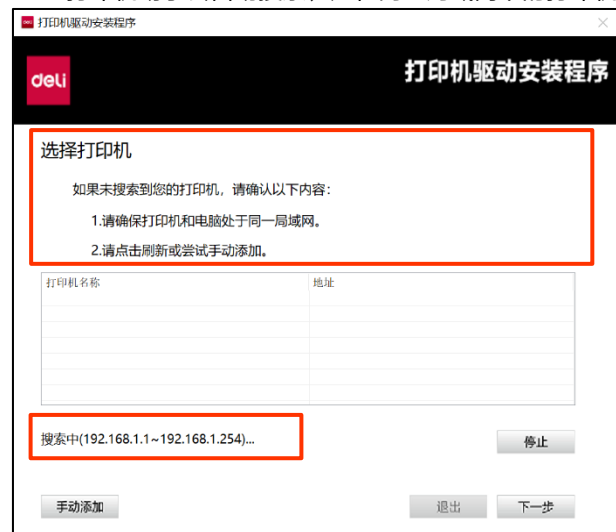 打印机驱动安装程序
deli
打印机驱动安装程序
选择打印机
如果未搜索到您的打印机，请确认以下内容：
1.请确保打印机和电脑处于同一局域网。
2.请点击刷新或尝试手动添加。
打印机名称 地址
搜索中(192.168.1.1~192.168.1.254)...
停止
手动添加 退出 下一步